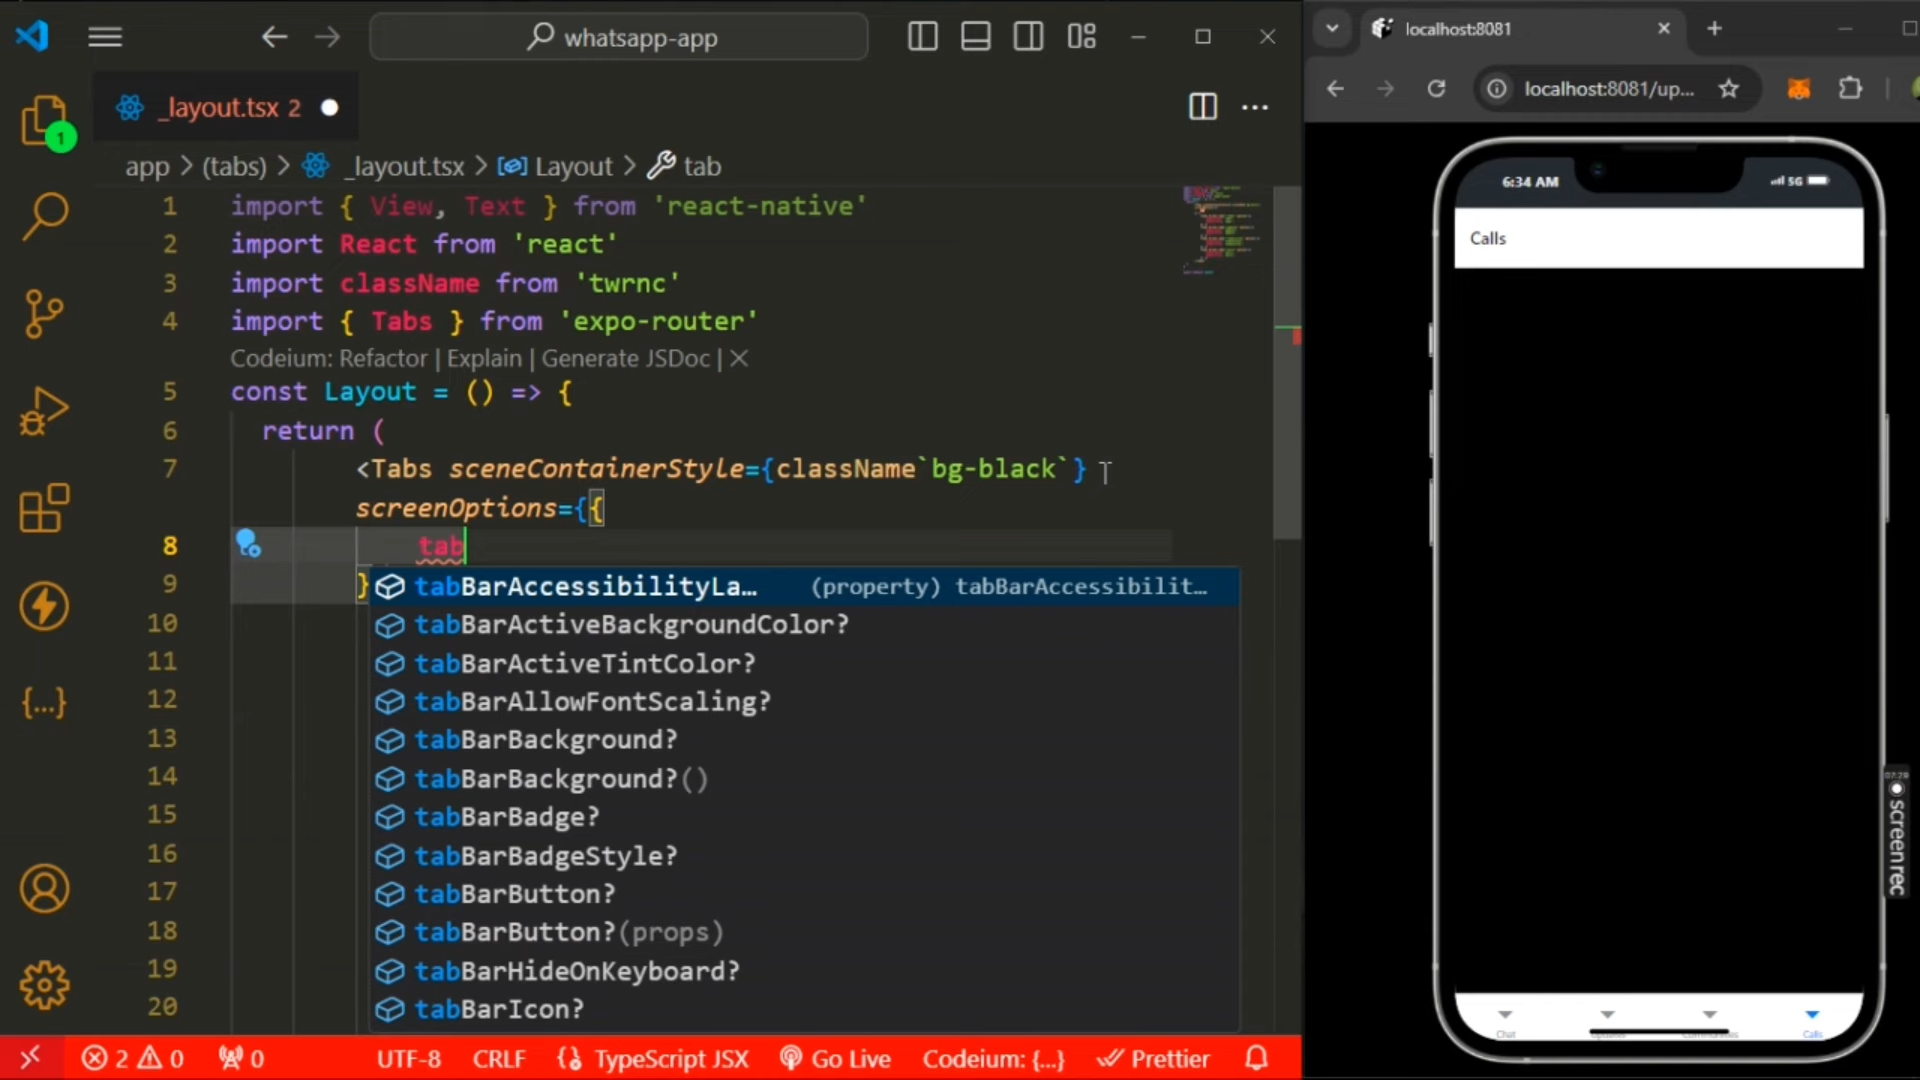 whatsapp-app
_layout.tsx 2
1
app > (tabs) > _layout.tsx > Layout > tab
1 import { View, Text } from 'react-native'
2 import React from 'react'
3 import className from 'twrnc'
4 import { Tabs } from 'expo-router'
Codeium: Refactor | Explain | Generate JSDoc | ×
5 const Layout = () => {
6 return (
7 <Tabs sceneContainerStyle={className`bg-black`}
screenOptions={{
8 tab
9 }
tabBarAccessibilityLa… (property) tabBarAccessibilit…
10 tabBarActiveBackgroundColor?
11 tabBarActiveTintColor?
12 tabBarAllowFontScaling?
13 tabBarBackground?
14 tabBarBackground?()
15 tabBarBadge?
16 tabBarBadgeStyle?
17 tabBarButton?
18 tabBarButton?(props)
19 tabBarHideOnKeyboard?
20 tabBarIcon?
2 0 0 UTF-8 CRLF TypeScript JSX Go Live Codeium: {...} Prettier
localhost:8081
localhost:8081/up...
6:34 AM
5G
Calls
Chat
Calls
07:29
screenrec